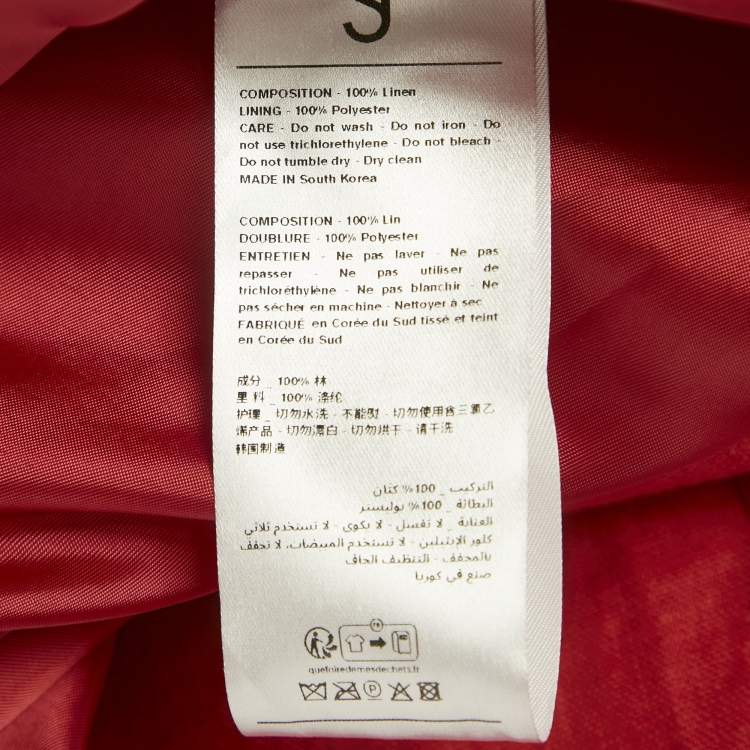 COMPOSITION - 100% Linen
LINING - 100% Polyester
CARE - Do not wash - Do not iron - Do
not use trichlorethylene - Do not bleach -
Do not tumble dry - Dry clean
MADE IN South Korea
COMPOSITION - 100% Lin
DOUBLURE - 100% Polyester
ENTRETIEN - Ne pas laver - Ne pas
repasser - Ne pas utiliser de
trichloréthylène - Ne pas blanchir - Ne
pas sécher en machine - Nettoyer à sec
FABRIQUÉ en Corée du Sud tissé et teint
en Corée du Sud
成分 _ 100% 林
里料 _ 100% 涤纶
护理 _ 切勿水洗 - 不能熨 - 切勿使用含三氯乙
烯产品 - 切勿漂白 - 切勿烘干 - 请干洗
韩国制造
التركيب _ 100% كتان
البطانة _ 100% بوليستر
العناية _ لا تغسل - لا يكوى - لا تستخدم ثلاثي
كلور الإيثيلين - لا تستخدم المبيضات، لا تجفف
بالمجفف - التنظيف الجاف
صنع في كوريا
quefairedemesdechets.fr